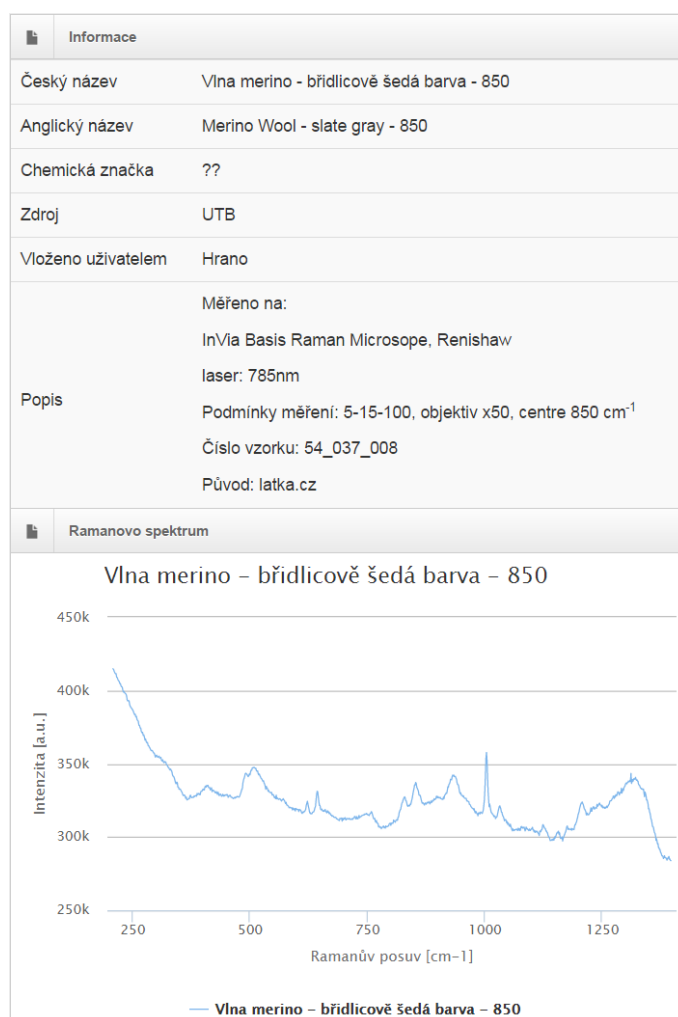 Informace
Český název Vlna merino - břidlicově šedá barva - 850
Anglický název Merino Wool - slate gray - 850
Chemická značka ??
Zdroj UTB
Vloženo uživatelem Hrano
Popis
Měřeno na:
InVia Basis Raman Microsope, Renishaw
laser: 785nm
Podmínky měření: 5-15-100, objektiv x50, centre 850 cm⁻¹
Číslo vzorku: 54_037_008
Původ: latka.cz
Ramanovo spektrum
Vlna merino – břidlicově šedá barva – 850
450k
400k
350k
300k
250k
Intenzita [a.u.]
250 500 750 1000 1250
Ramanův posuv [cm−1]
Vlna merino – břidlicově šedá barva – 850